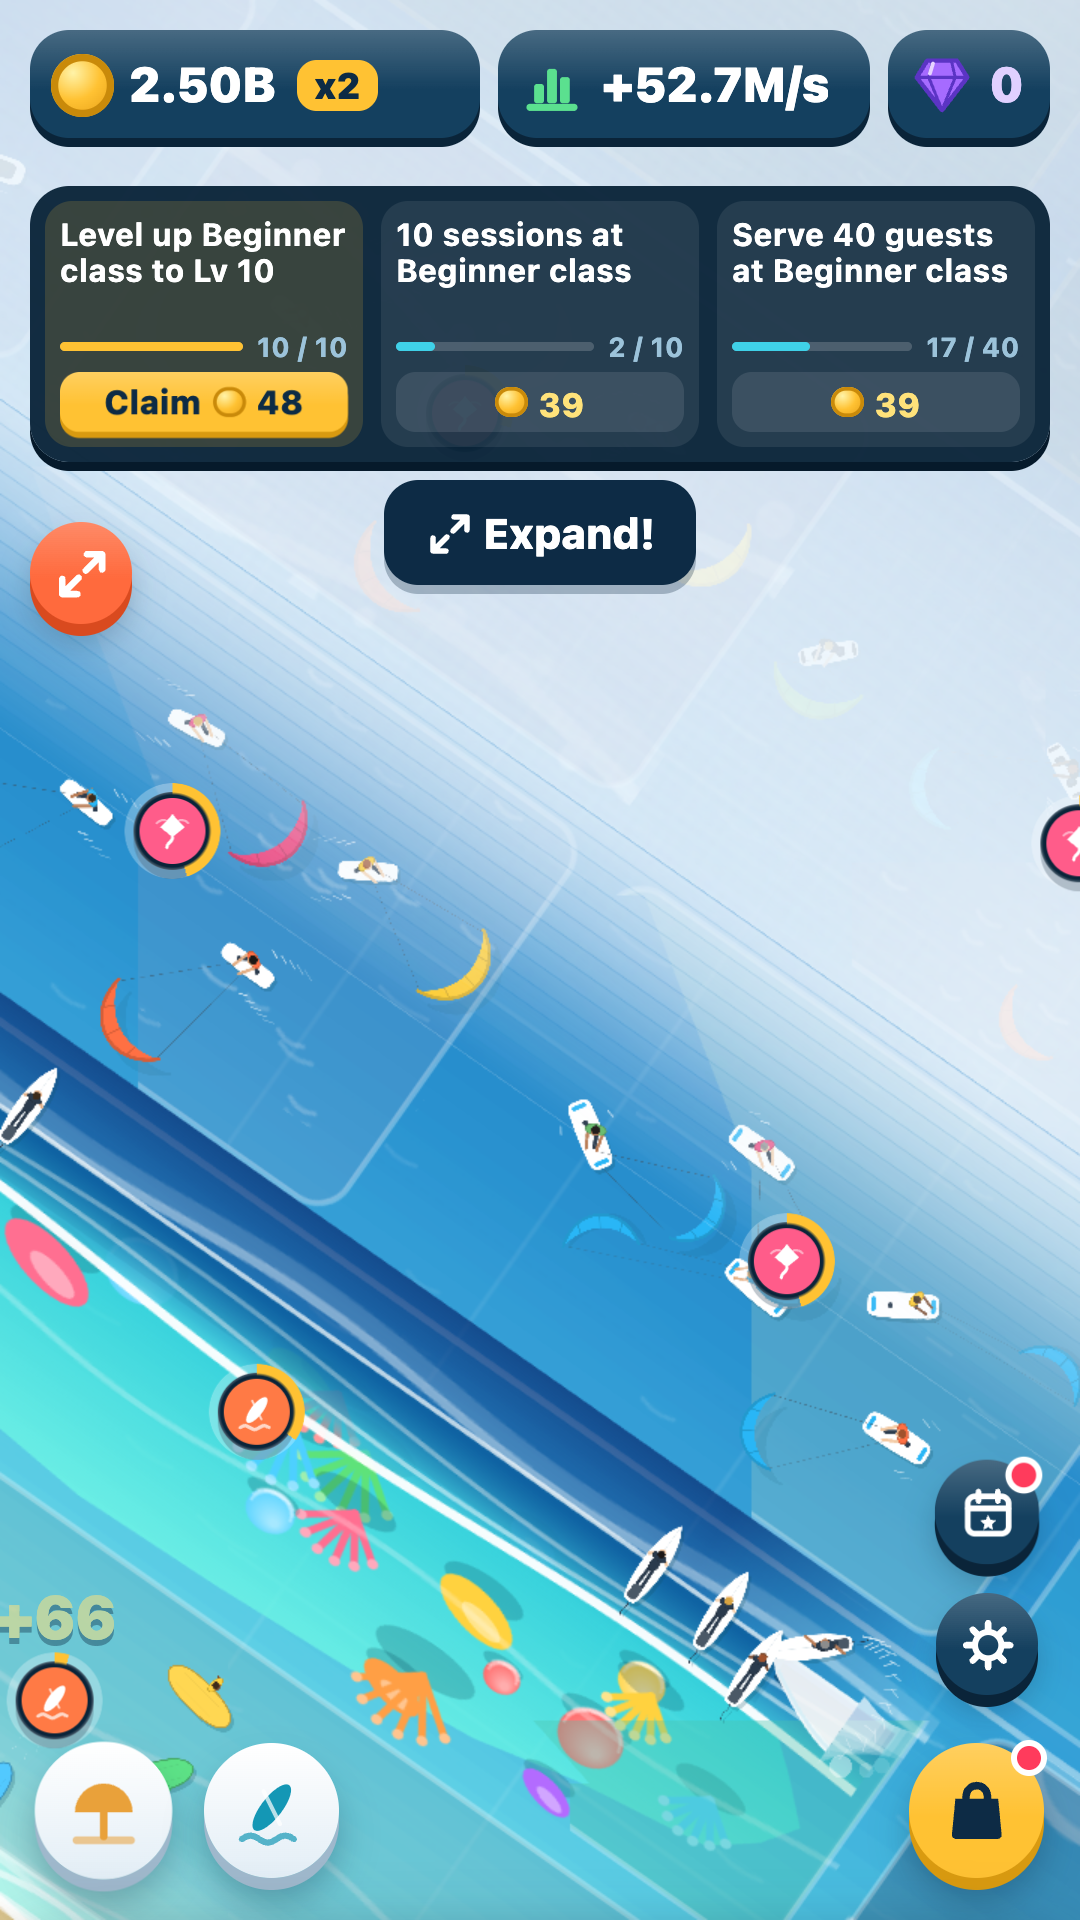 2.50B x2
+52.7M/s
0
Level up Beginner
class to Lv 10
10 / 10
Claim 48
10 sessions at
Beginner class
2 / 10
39
Serve 40 guests
at Beginner class
17 / 40
39
Expand!
+66